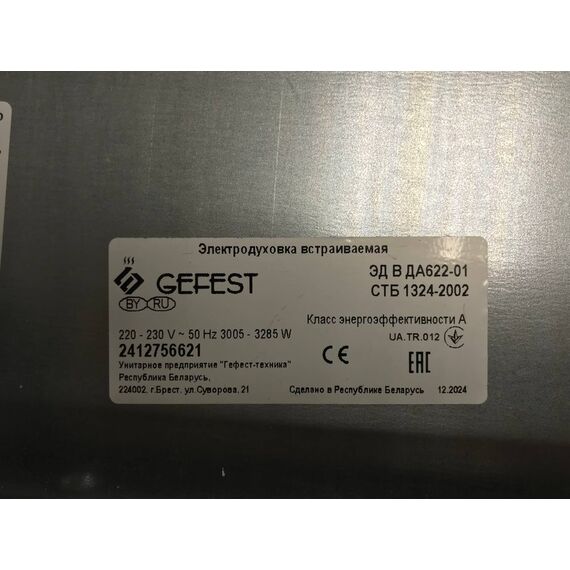 Электродуховка встраиваемая
GEFEST
BY RU
ЭД В ДА622-01
СТБ 1324-2002
Класс энергоэффективности А
220 - 230 V ~ 50 Hz 3005 - 3285 W
UA.TR.012
2412756621
CE
EAC
Унитарное предприятие "Гефест-техника"
Республика Беларусь,
224002. г.Брест. ул.Суворова, 21
Сделано в Республике Беларусь
12.2024